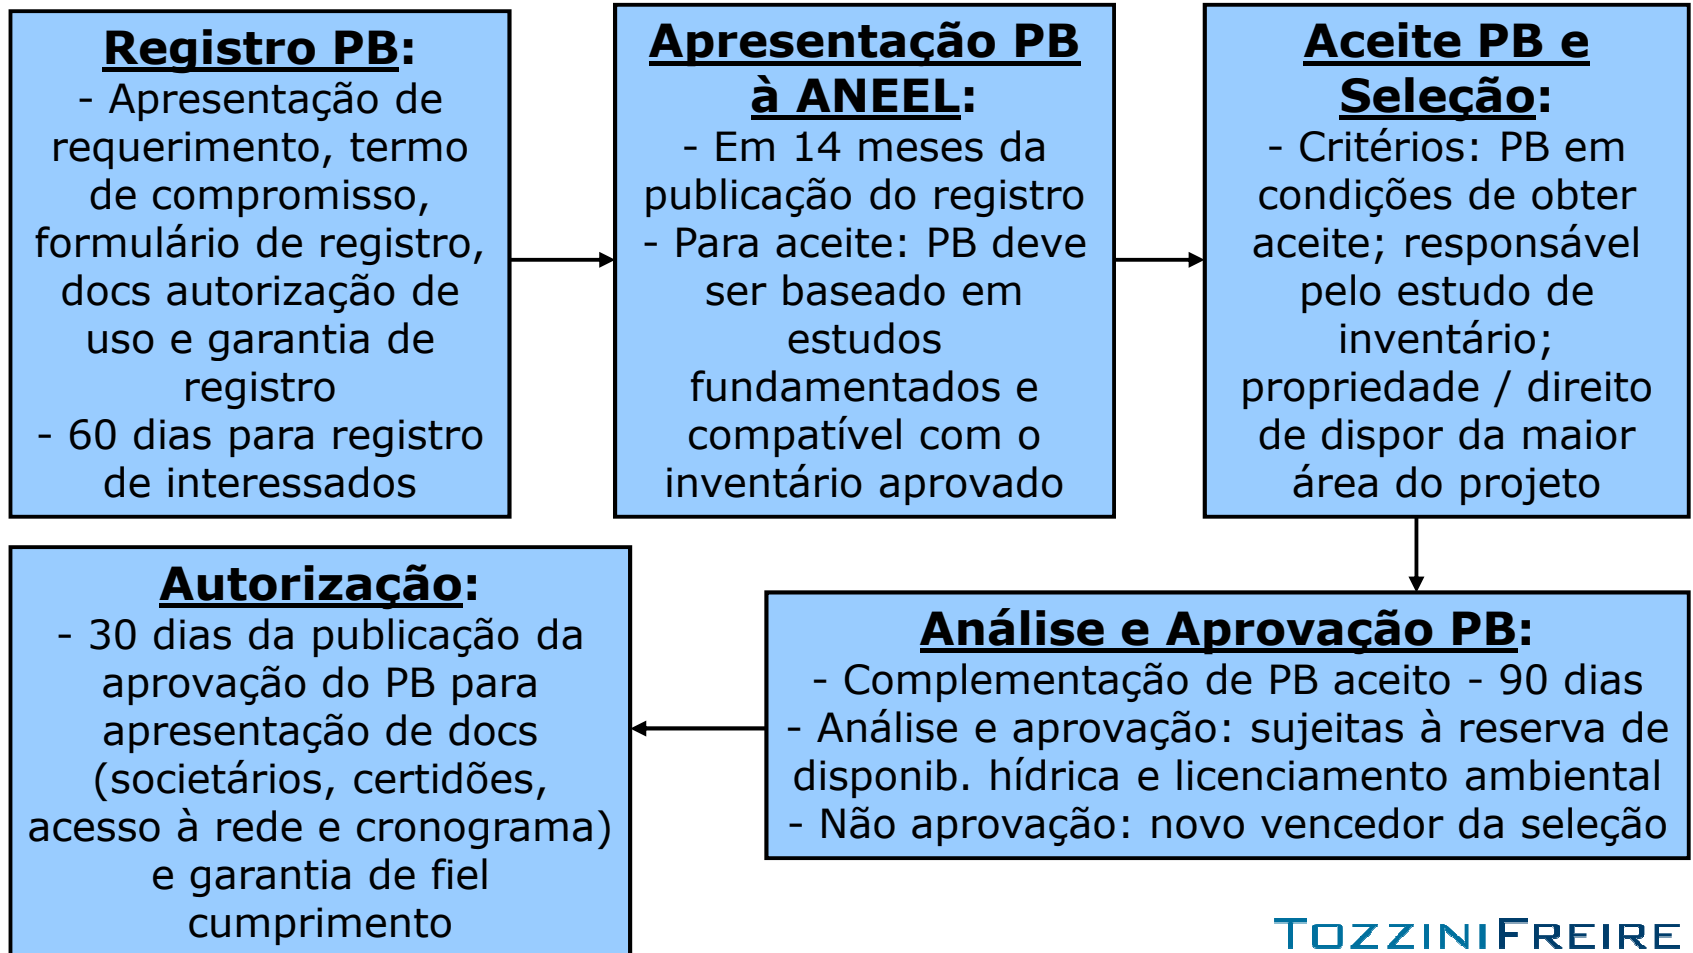 Registro PB:
- Apresentação de
requerimento, termo
de compromisso,
formulário de registro,
docs autorização de
uso e garantia de
registro
- 60 dias para registro
de interessados
Apresentação PB
à ANEEL:
- Em 14 meses da
publicação do registro
- Para aceite: PB deve
ser baseado em
estudos
fundamentados e
compatível com o
inventário aprovado
Aceite PB e
Seleção:
- Critérios: PB em
condições de obter
aceite; responsável
pelo estudo de
inventário;
propriedade / direito
de dispor da maior
área do projeto
Análise e Aprovação PB:
- Complementação de PB aceito - 90 dias
- Análise e aprovação: sujeitas à reserva de
disponib. hídrica e licenciamento ambiental
- Não aprovação: novo vencedor da seleção
Autorização:
- 30 dias da publicação da
aprovação do PB para
apresentação de docs
(societários, certidões,
acesso à rede e cronograma)
e garantia de fiel
cumprimento
TOZZINIFREIRE